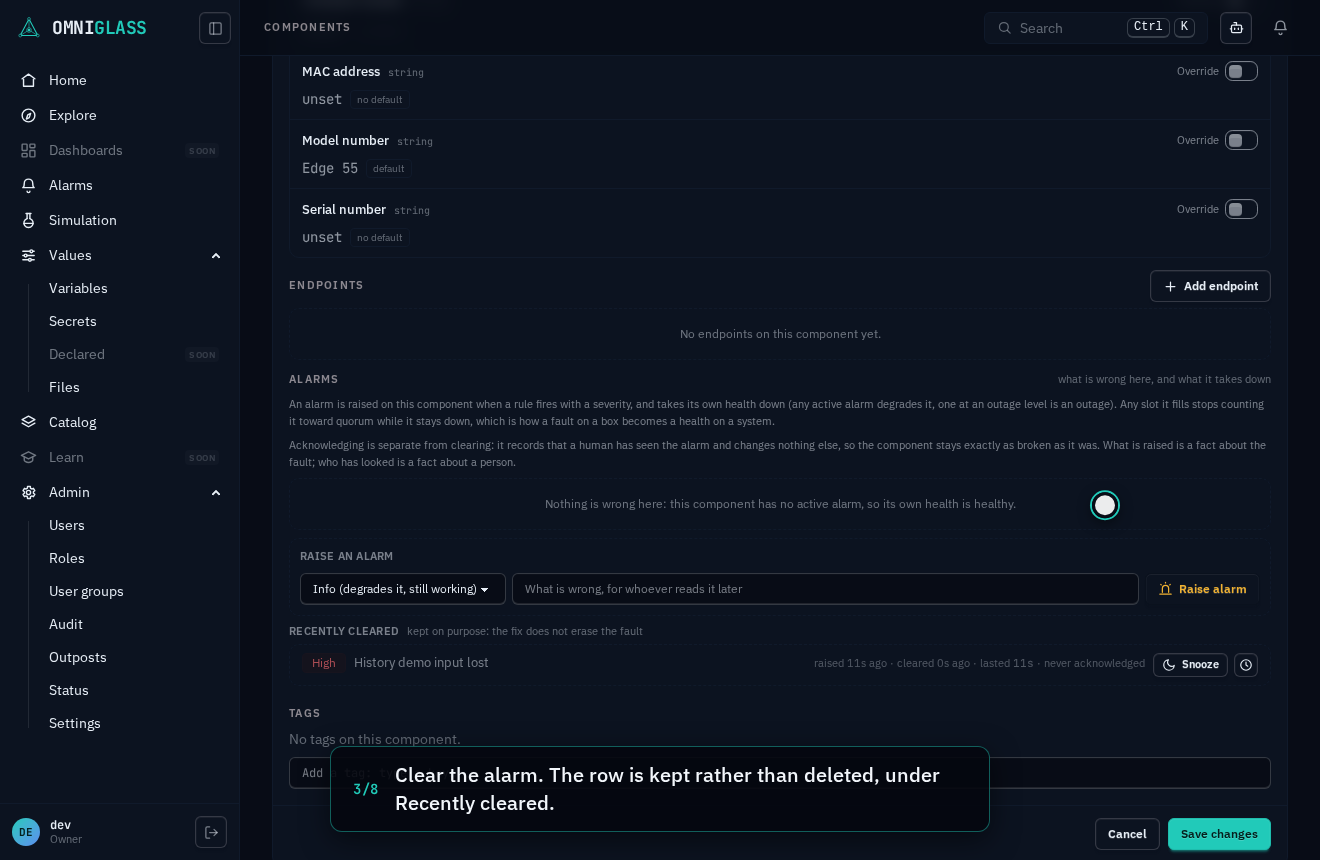 OMNIGLASS
COMPONENTS
Search
Ctrl K
Home
Explore
Dashboards SOON
Alarms
Simulation
Values
Variables
Secrets
Declared SOON
Files
Catalog
Learn SOON
Admin
Users
Roles
User groups
Audit
Outposts
Status
Settings
DE
dev
Owner
MAC address string
Override
unset no default
Model number string
Override
Edge 55 default
Serial number string
Override
unset no default
ENDPOINTS
Add endpoint
No endpoints on this component yet.
ALARMS
what is wrong here, and what it takes down
An alarm is raised on this component when a rule fires with a severity, and takes its own health down (any active alarm degrades it, one at an outage level is an outage). Any slot it fills stops counting
it toward quorum while it stays down, which is how a fault on a box becomes a health on a system.
Acknowledging is separate from clearing: it records that a human has seen the alarm and changes nothing else, so the component stays exactly as broken as it was. What is raised is a fact about the
fault; who has looked is a fact about a person.
Nothing is wrong here: this component has no active alarm, so its own health is healthy.
RAISE AN ALARM
Info (degrades it, still working)
What is wrong, for whoever reads it later
Raise alarm
RECENTLY CLEARED kept on purpose: the fix does not erase the fault
High History demo input lost
raised 11s ago · cleared 0s ago · lasted 11s · never acknowledged
Snooze
TAGS
No tags on this component.
Add
3/8
Clear the alarm. The row is kept rather than deleted, under
Recently cleared.
Cancel
Save changes